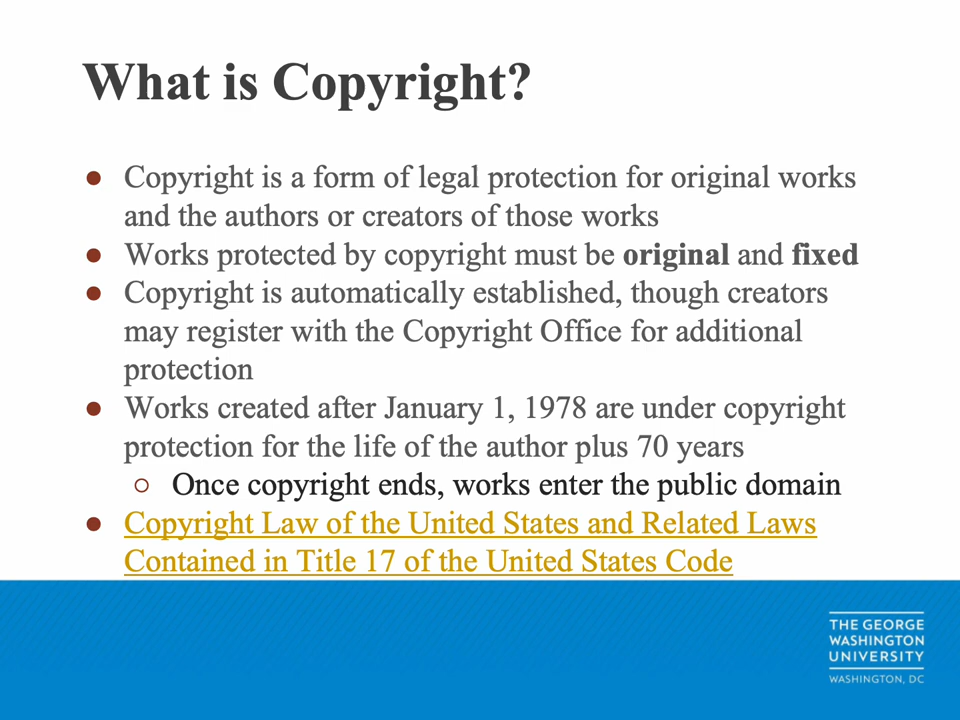 What is Copyright?
● Copyright is a form of legal protection for original works
and the authors or creators of those works
● Works protected by copyright must be original and fixed
● Copyright is automatically established, though creators
may register with the Copyright Office for additional
protection
● Works created after January 1, 1978 are under copyright
protection for the life of the author plus 70 years
○ Once copyright ends, works enter the public domain
● Copyright Law of the United States and Related Laws
Contained in Title 17 of the United States Code
THE GEORGE
WASHINGTON
UNIVERSITY
WASHINGTON, DC